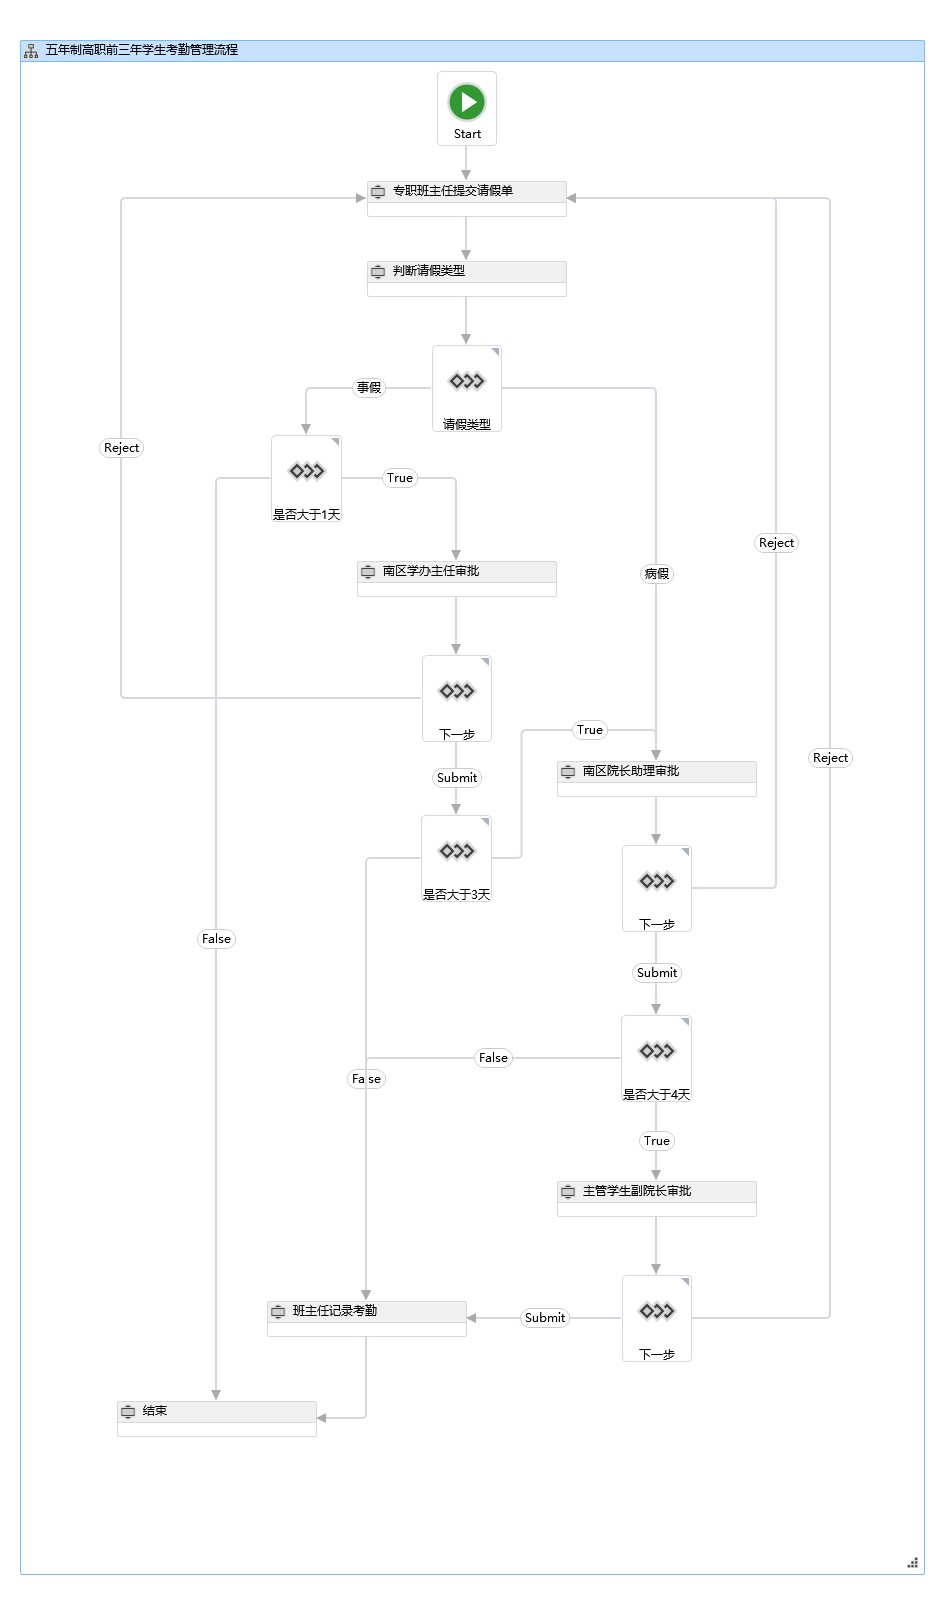 五年制高职前三年学生考勤管理流程
Start
专职班主任提交请假单
判断请假类型
事假
请假类型
Reject
True
是否大于1天
Reject
南区学办主任审批
病假
下一步
True
Reject
南区院长助理审批
Submit
是否大于3天
下一步
False
Submit
False
False
是否大于4天
True
主管学生副院长审批
班主任记录考勤
Submit
下一步
结束